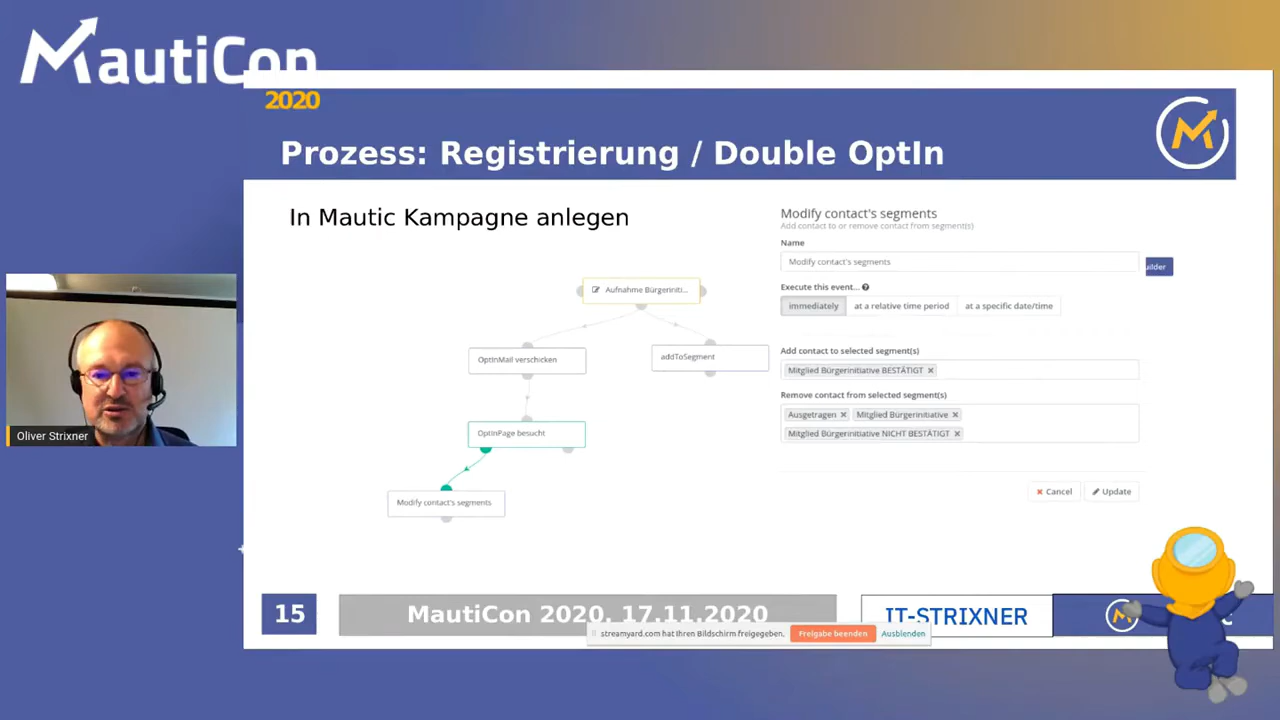 MautiCon
2020
Prozess: Registrierung / Double OptIn
In Mautic Kampagne anlegen
Aufnahme Bürgeriniti...
OptInMail verschicken
addToSegment
OptInPage besucht
Modify contact's segments
Modify contact's segments
Add contact to or remove contact from segment(s)
Name
Modify contact's segments
uilder
Execute this event...
immediately at a relative time period at a specific date/time
Add contact to selected segment(s)
Mitglied Bürgerinitiative BESTÄTIGT ×
Remove contact from selected segment(s)
Ausgetragen × Mitglied Bürgerinitiative ×
Mitglied Bürgerinitiative NICHT BESTÄTIGT ×
× Cancel Update
Oliver Strixner
15
MautiCon 2020, 17.11.2020
IT-STRIXNER
streamyard.com hat Ihren Bildschirm freigegeben. Freigabe beenden Ausblenden